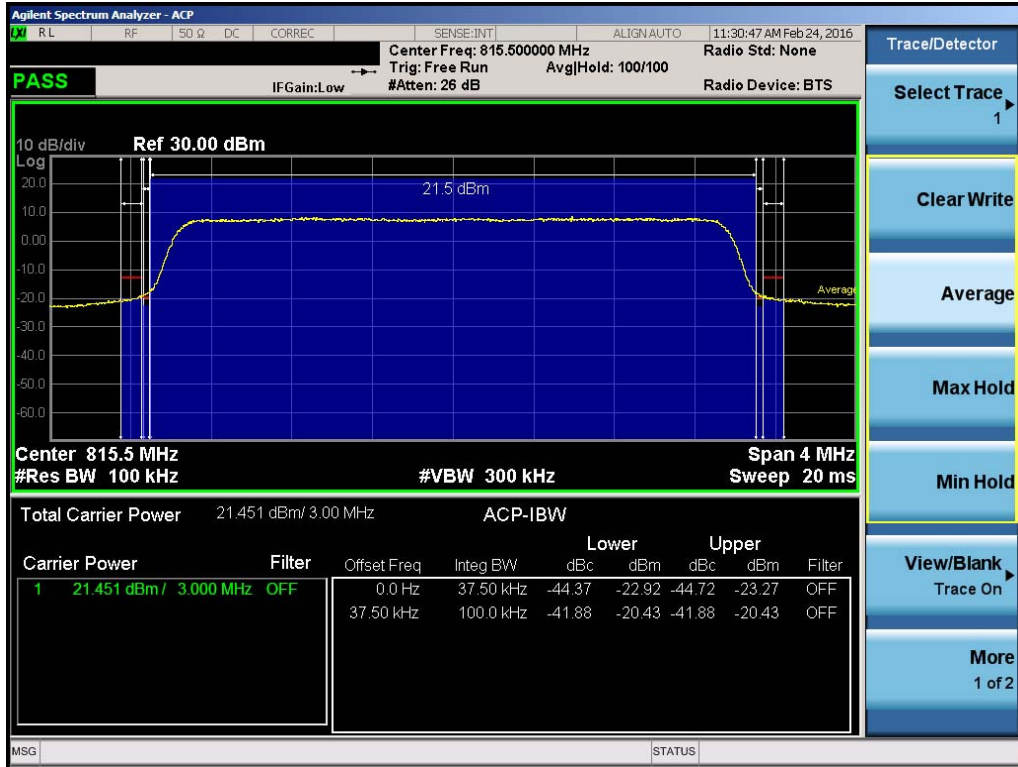 Agilent Spectrum Analyzer - ACP
LXI RL RF 50 Ω DC CORREC SENSE:INT ALIGN AUTO 11:30:47 AM Feb 24, 2016
Center Freq: 815.500000 MHz Radio Std: None
Trig: Free Run Avg|Hold: 100/100
PASS IFGain:Low #Atten: 26 dB Radio Device: BTS
10 dB/div Ref 30.00 dBm
Log
20.0
10.0
0.00
-10.0
-20.0
-30.0
-40.0
-50.0
-60.0
21.5 dBm
Average
Center 815.5 MHz Span 4 MHz
#Res BW 100 kHz #VBW 300 kHz Sweep 20 ms
Total Carrier Power 21.451 dBm/ 3.00 MHz ACP-IBW
Lower Upper
Carrier Power Filter Offset Freq Integ BW dBc dBm dBc dBm Filter
1 21.451 dBm / 3.000 MHz OFF 0.0 Hz 37.50 kHz -44.37 -22.92 -44.72 -23.27 OFF
37.50 kHz 100.0 kHz -41.88 -20.43 -41.88 -20.43 OFF
MSG STATUS
Trace/Detector
Select Trace
1
Clear Write
Average
Max Hold
Min Hold
View/Blank
Trace On
More
1 of 2